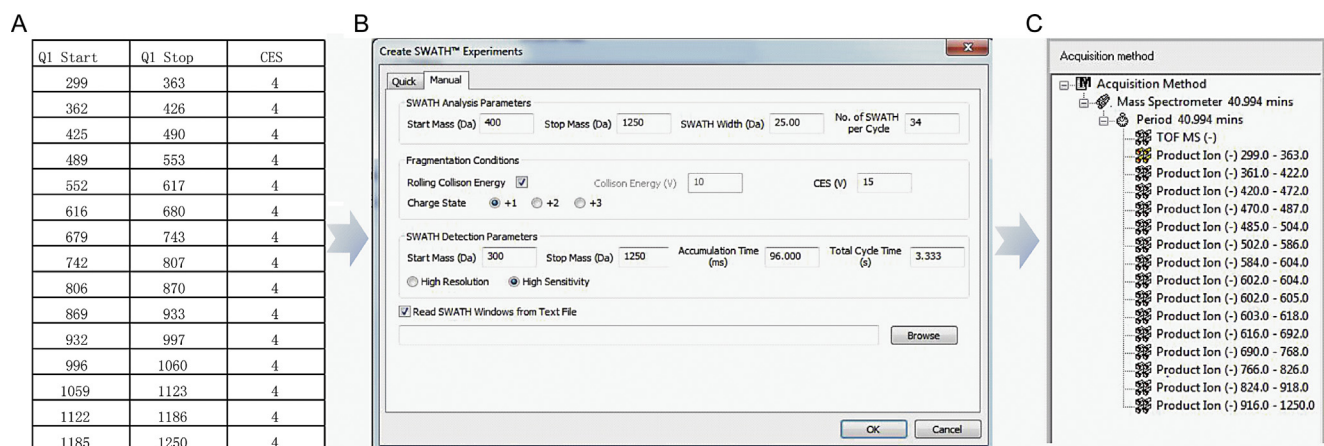 A
Q1 Start Q1 Stop CES
299 363 4
362 426 4
425 490 4
489 553 4
552 617 4
616 680 4
679 743 4
742 807 4
806 870 4
869 933 4
932 997 4
996 1060 4
1059 1123 4
1122 1186 4
1185 1250 4
B
Create SWATH™ Experiments
Quick Manual
SWATH Analysis Parameters
Start Mass (Da) 400 Stop Mass (Da) 1250 SWATH Width (Da) 25.00 No. of SWATH per Cycle 34
Fragmentation Conditions
Rolling Collison Energy Collison Energy (V) 10 CES (V) 15
Charge State +1 +2 +3
SWATH Detection Parameters
Start Mass (Da) 300 Stop Mass (Da) 1250 Accumulation Time (ms) 96.000 Total Cycle Time (s) 3.333
High Resolution High Sensitivity
Read SWATH Windows from Text File
Browse
OK Cancel
C
Acquisition method
Acquisition Method
Mass Spectrometer 40.994 mins
Period 40.994 mins
TOF MS (-)
Product Ion (-) 299.0 - 363.0
Product Ion (-) 361.0 - 422.0
Product Ion (-) 420.0 - 472.0
Product Ion (-) 470.0 - 487.0
Product Ion (-) 485.0 - 504.0
Product Ion (-) 502.0 - 586.0
Product Ion (-) 584.0 - 604.0
Product Ion (-) 602.0 - 604.0
Product Ion (-) 602.0 - 605.0
Product Ion (-) 603.0 - 618.0
Product Ion (-) 616.0 - 692.0
Product Ion (-) 690.0 - 768.0
Product Ion (-) 766.0 - 826.0
Product Ion (-) 824.0 - 918.0
Product Ion (-) 916.0 - 1250.0